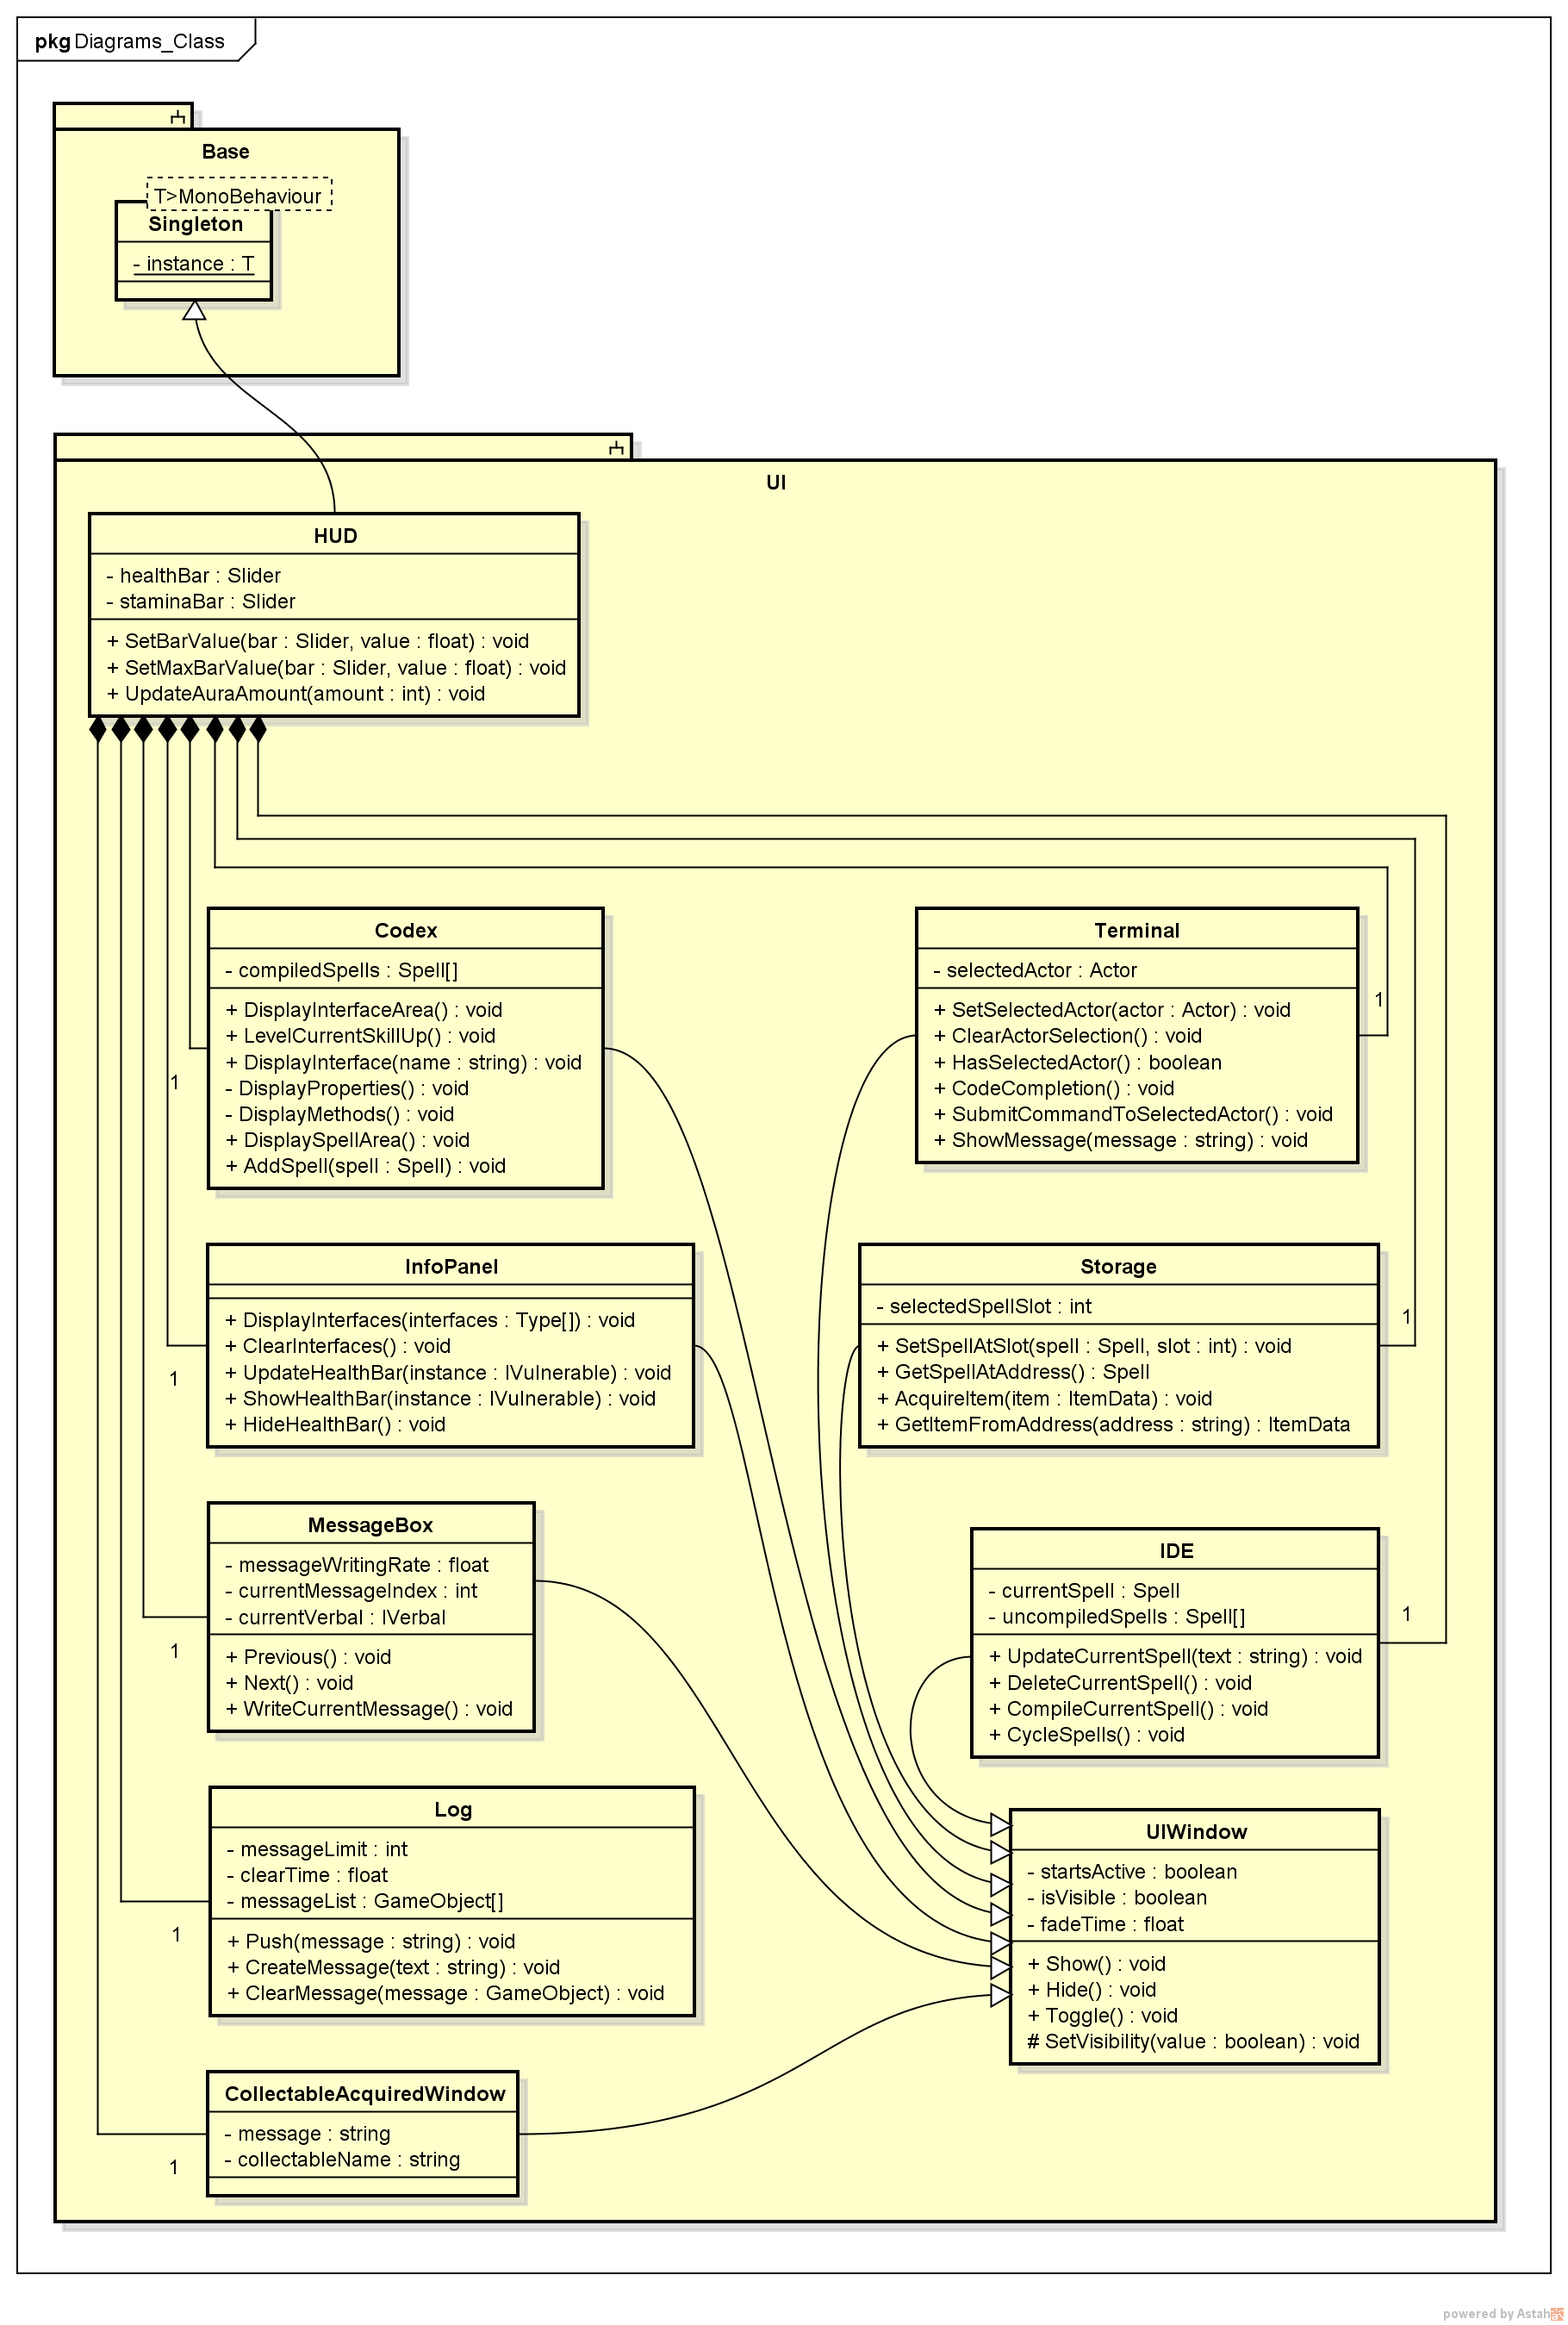 pkg Diagrams_Class
Base
T>MonoBehaviour
Singleton
- instance : T
UI
HUD
- healthBar : Slider
- staminaBar : Slider
+ SetBarValue(bar : Slider, value : float) : void
+ SetMaxBarValue(bar : Slider, value : float) : void
+ UpdateAuraAmount(amount : int) : void
Codex
- compiledSpells : Spell[]
+ DisplayInterfaceArea() : void
+ LevelCurrentSkillUp() : void
+ DisplayInterface(name : string) : void
- DisplayProperties() : void
- DisplayMethods() : void
+ DisplaySpellArea() : void
+ AddSpell(spell : Spell) : void
1
Terminal
- selectedActor : Actor
+ SetSelectedActor(actor : Actor) : void
+ ClearActorSelection() : void
+ HasSelectedActor() : boolean
+ CodeCompletion() : void
+ SubmitCommandToSelectedActor() : void
+ ShowMessage(message : string) : void
1
InfoPanel
+ DisplayInterfaces(interfaces : Type[]) : void
+ ClearInterfaces() : void
+ UpdateHealthBar(instance : IVulnerable) : void
+ ShowHealthBar(instance : IVulnerable) : void
+ HideHealthBar() : void
1
Storage
- selectedSpellSlot : int
+ SetSpellAtSlot(spell : Spell, slot : int) : void
+ GetSpellAtAddress() : Spell
+ AcquireItem(item : ItemData) : void
+ GetItemFromAddress(address : string) : ItemData
1
MessageBox
- messageWritingRate : float
- currentMessageIndex : int
- currentVerbal : IVerbal
+ Previous() : void
+ Next() : void
+ WriteCurrentMessage() : void
1
IDE
- currentSpell : Spell
- uncompiledSpells : Spell[]
+ UpdateCurrentSpell(text : string) : void
+ DeleteCurrentSpell() : void
+ CompileCurrentSpell() : void
+ CycleSpells() : void
1
Log
- messageLimit : int
- clearTime : float
- messageList : GameObject[]
+ Push(message : string) : void
+ CreateMessage(text : string) : void
+ ClearMessage(message : GameObject) : void
1
UIWindow
- startsActive : boolean
- isVisible : boolean
- fadeTime : float
+ Show() : void
+ Hide() : void
+ Toggle() : void
# SetVisibility(value : boolean) : void
CollectableAcquiredWindow
- message : string
- collectableName : string
1
powered by Astah